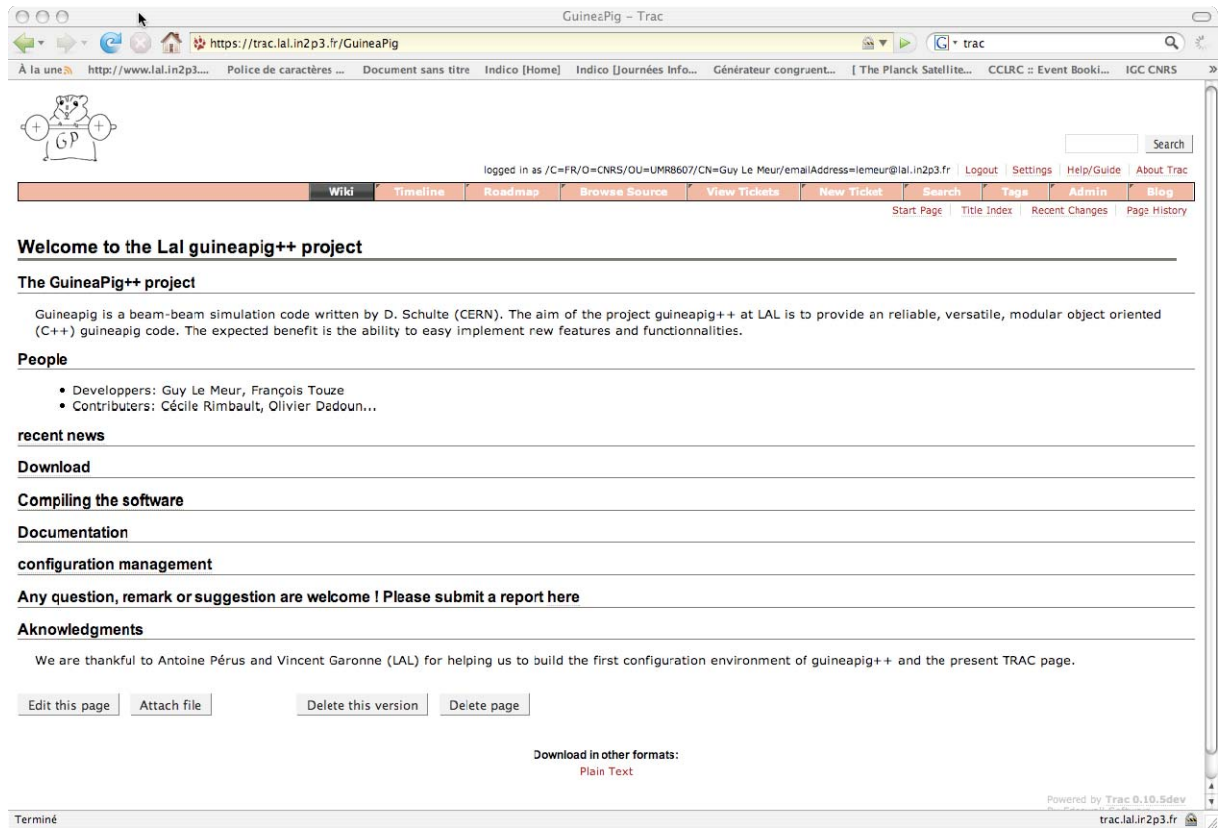 GuineaPig – Trac
https://trac.lal.in2p3.fr/GuineaPig
G trac
À la une http://www.lal.in2p3.... Police de caractères ... Document sans titre Indico [Home] Indico [Journées Info... Générateur congruent... [ The Planck Satellite... CCLRC :: Event Booki... IGC CNRS »
GP
Search
logged in as /C=FR/O=CNRS/OU=UMR8607/CN=Guy Le Meur/emailAddress=lemeur@lal.in2p3.fr Logout Settings Help/Guide About Trac
Wiki Timeline Roadmap Browse Source View Tickets New Ticket Search Tags Admin Blog
Start Page Title Index Recent Changes Page History
Welcome to the Lal guineapig++ project
The GuineaPig++ project
Guineapig is a beam-beam simulation code written by D. Schulte (CERN). The aim of the project guineapig++ at LAL is to provide an reliable, versatile, modular object oriented
(C++) guineapig code. The expected benefit is the ability to easy implement new features and functionnalities.
People
• Developpers: Guy Le Meur, François Touze
• Contributers: Cécile Rimbault, Olivier Dadoun...
recent news
Download
Compiling the software
Documentation
configuration management
Any question, remark or suggestion are welcome ! Please submit a report here
Aknowledgments
We are thankful to Antoine Pérus and Vincent Garonne (LAL) for helping us to build the first configuration environment of guineapig++ and the present TRAC page.
Edit this page Attach file Delete this version Delete page
Download in other formats:
Plain Text
Powered by Trac 0.10.5dev
Terminé trac.lal.in2p3.fr